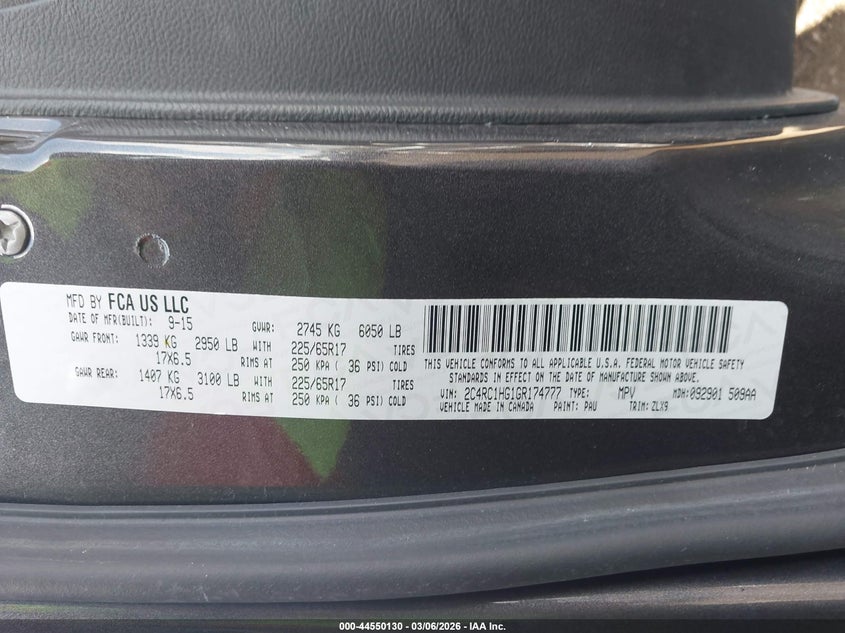 MFD BY FCA US LLC
DATE OF MFR(BUILT): 9-15 GVWR: 2745 KG 6050 LB
GAWR FRONT: 1339 KG 2950 LB WITH 225/65R17 TIRES
17X6.5 RIMS AT 250 KPA ( 36 PSI) COLD
GAWR REAR: 1407 KG 3100 LB WITH 225/65R17 TIRES
17X6.5 RIMS AT 250 KPA ( 36 PSI) COLD
THIS VEHICLE CONFORMS TO ALL APPLICABLE U.S.A. FEDERAL MOTOR VEHICLE SAFETY
STANDARDS IN EFFECT ON THE DATE OF MANUFACTURE SHOWN ABOVE.
VIN: 2C4RC1HG1GR174777 TYPE: MPV MDH:092901 509AA
VEHICLE MADE IN CANADA PAINT: PAU TRIM: ZLX9
000-44550130 - 03/06/2026 - IAA Inc.